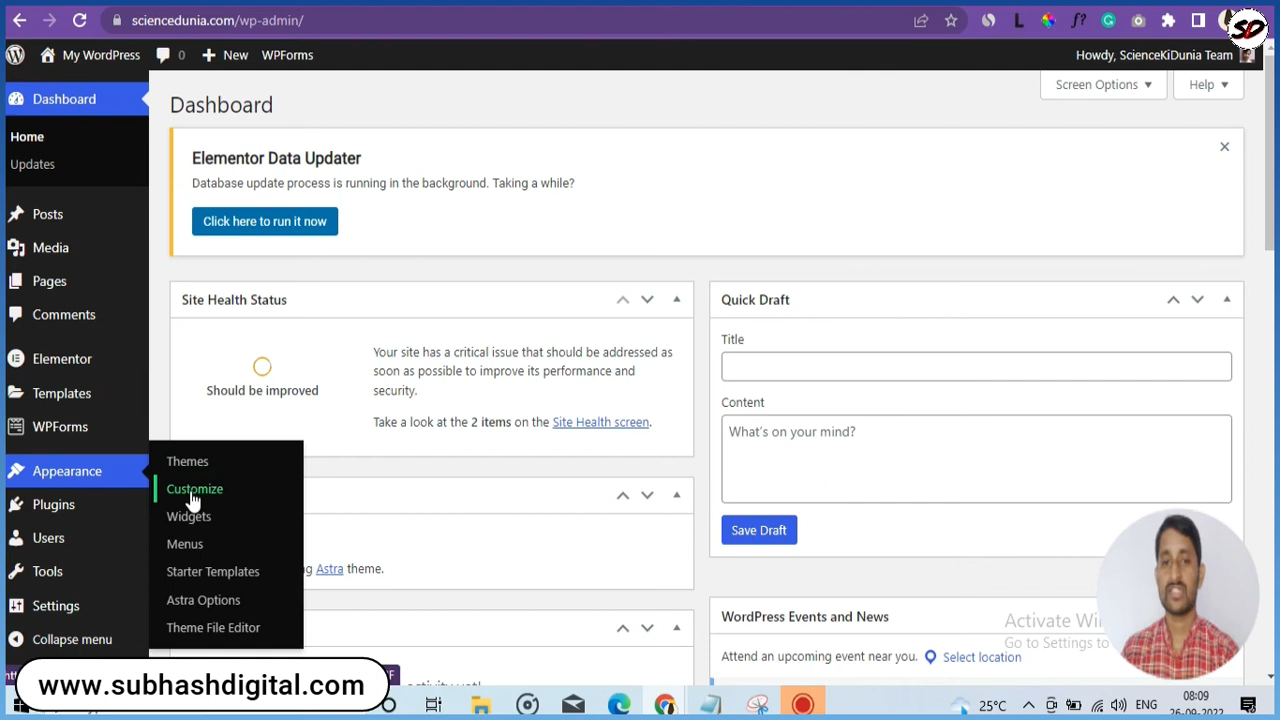 sciencedunia.com/wp-admin/
SD
My WordPress 0 New WPForms
Howdy, ScienceKiDunia Team
Dashboard
Home
Updates
Posts
Media
Pages
Comments
Elementor
Templates
WPForms
Appearance
Plugins
Users
Tools
Settings
Collapse menu
Themes
Customize
Widgets
Menus
Starter Templates
Astra Options
Theme File Editor
Screen Options
Help
Dashboard
Elementor Data Updater
Database update process is running in the background. Taking a while?
Click here to run it now
Site Health Status
Should be improved
Your site has a critical issue that should be addressed as
soon as possible to improve its performance and
security.
Take a look at the 2 items on the Site Health screen.
Astra theme.
Quick Draft
Title
Content
What's on your mind?
Save Draft
WordPress Events and News
Attend an upcoming event near you. Select location
Activate Wi
Go to Settings to
www.subhashdigital.com
25°C
ENG
08:09
26-09-2022